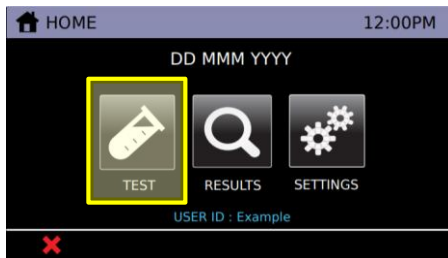 HOME 12:00PM
DD MMM YYYY
TEST RESULTS SETTINGS
USER ID : Example